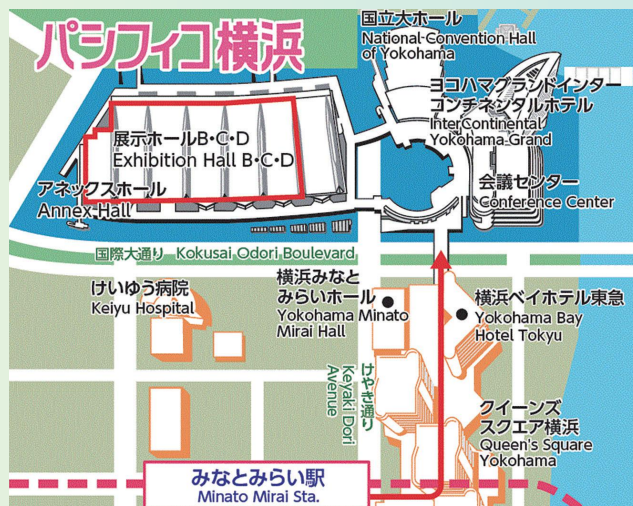 パシフィコ横浜
国立大ホール
National Convention Hall
of Yokohama
ヨコハマグランドインター
コンチネンタルホテル
InterContinental
Yokohama Grand
展示ホールB・C・D
Exhibition Hall B・C・D
アネックスホール
Annex Hall
会議センター
Conference Center
国際大通り Kokusai Odori Boulevard
けいゆう病院
Keiyu Hospital
横浜みなと
みらいホール
Yokohama Minato
Mirai Hall
横浜ベイホテル東急
Yokohama Bay
Hotel Tokyu
けやき通り
Keyaki Dori
Avenue
クイーンズ
スクエア横浜
Queen's Square
Yokohama
みなとみらい駅
Minato Mirai Sta.